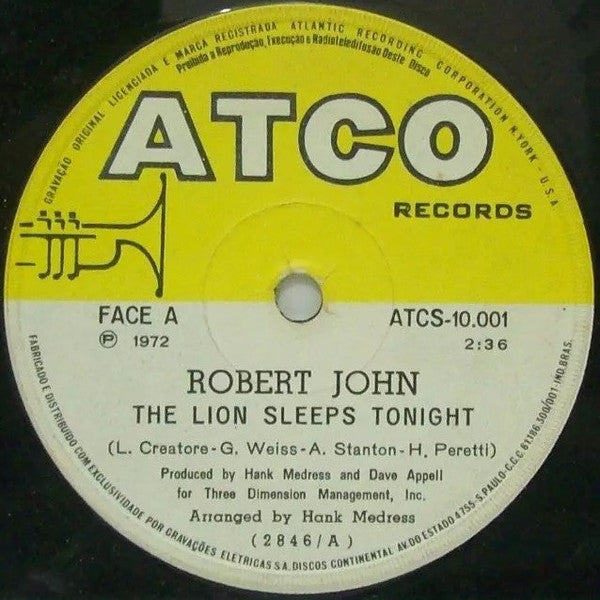 GRAVAÇÃO ORIGINAL LICENCIADA E MARCA REGISTRADA ATLANTIC RECORDING CORPORATION N.YORK - U.S.A.
Proibida a Reprodução, Execução e Radioteledifusão Deste Disco
ATCO
RECORDS
FACE A
ATCS-10.001
Ⓟ 1972
2:36
ROBERT JOHN
THE LION SLEEPS TONIGHT
(L. Creatore-G. Weiss-A. Stanton-H. Peretti)
Produced by Hank Medress and Dave Appell
for Three Dimension Management, Inc.
Arranged by Hank Medress
(2846/A)
FABRICADO E DISTRIBUIDO COM EXCLUSIVIDADE POR GRAVAÇÕES ELETRICAS S.A. DISCOS CONTINENTAL AV. DO ESTADO 4755, S. PAULO-C.G.C 61.186.300/001-IND.BRAS.